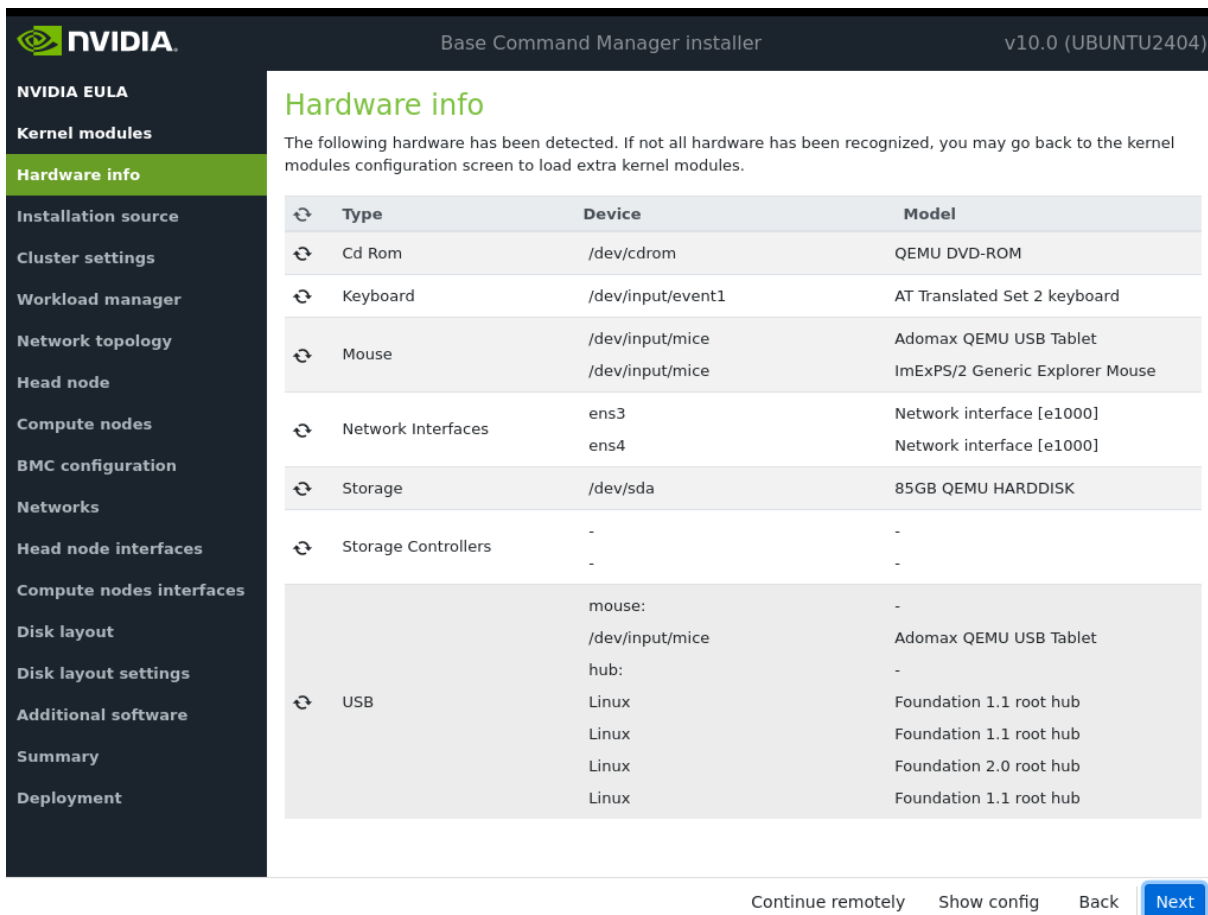 NVIDIA. Base Command Manager installer v10.0 (UBUNTU2404)
NVIDIA EULA
Kernel modules
Hardware info
Installation source
Cluster settings
Workload manager
Network topology
Head node
Compute nodes
BMC configuration
Networks
Head node interfaces
Compute nodes interfaces
Disk layout
Disk layout settings
Additional software
Summary
Deployment
Hardware info
The following hardware has been detected. If not all hardware has been recognized, you may go back to the kernel
modules configuration screen to load extra kernel modules.
Type Device Model
Cd Rom /dev/cdrom QEMU DVD-ROM
Keyboard /dev/input/event1 AT Translated Set 2 keyboard
Mouse /dev/input/mice Adomax QEMU USB Tablet
/dev/input/mice ImExPS/2 Generic Explorer Mouse
Network Interfaces ens3 Network interface [e1000]
ens4 Network interface [e1000]
Storage /dev/sda 85GB QEMU HARDDISK
Storage Controllers - -
- -
USB mouse: -
/dev/input/mice Adomax QEMU USB Tablet
hub: -
Linux Foundation 1.1 root hub
Linux Foundation 1.1 root hub
Linux Foundation 2.0 root hub
Linux Foundation 1.1 root hub
Continue remotely Show config Back Next